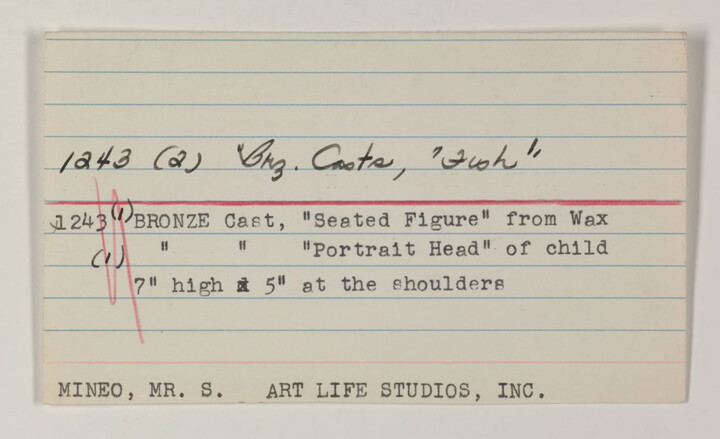 1243 (2) Brz. Casts, "Fish"
1243 (1) BRONZE Cast, "Seated Figure" from Wax
(1) " " "Portrait Head" of child
7" high x 5" at the shoulders
MINEO, MR. S. ART LIFE STUDIOS, INC.